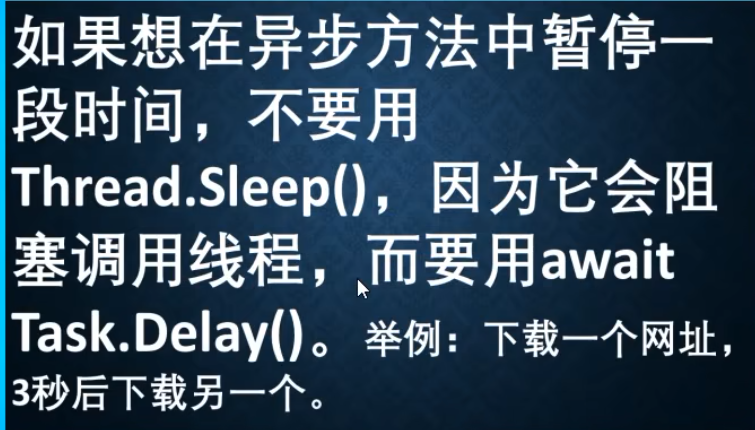 如果想在异步方法中暂停一
段时间，不要用
Thread.Sleep()，因为它会阻
塞调用线程，而要用await
Task.Delay()。举例：下载一个网址，
3秒后下载另一个。